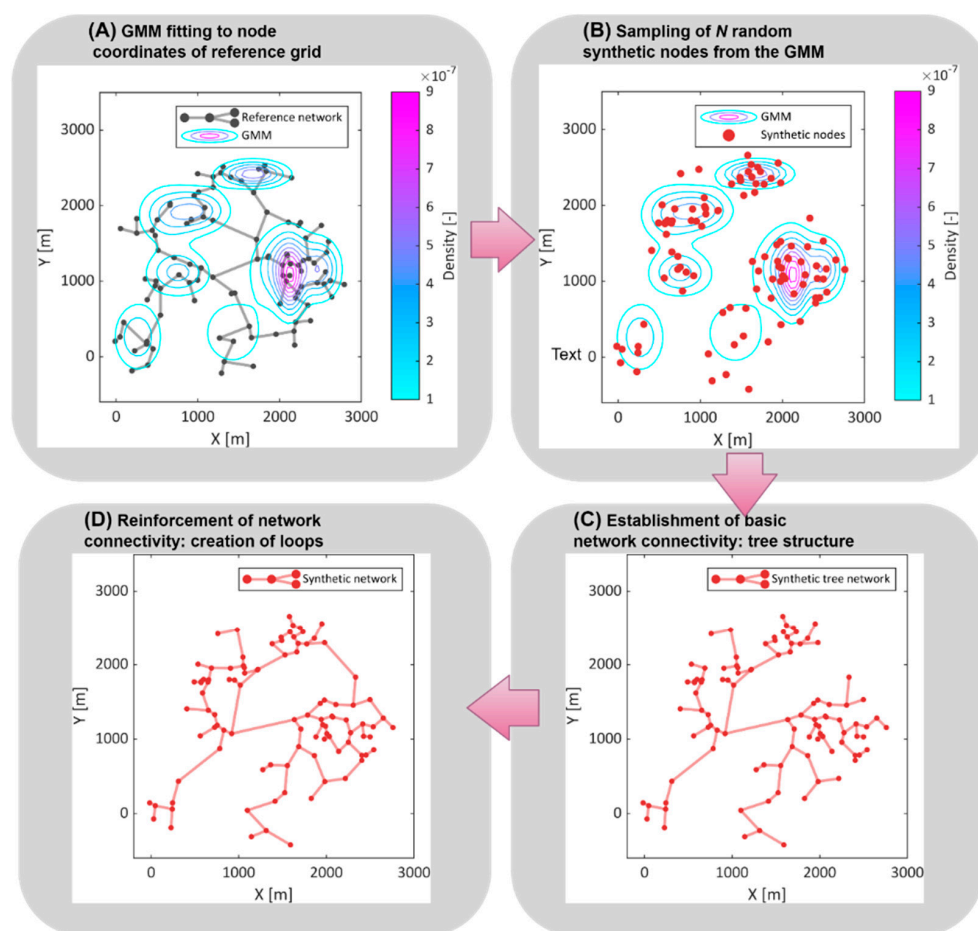 (A) GMM fitting to node
coordinates of reference grid
×10⁻⁷
Reference network
GMM
Y [m]
3000
2000
1000
0
0 1000 2000 3000
X [m]
9
8
7
6
5
4
3
2
1
Density [-]
(B) Sampling of N random
synthetic nodes from the GMM
×10⁻⁷
GMM
Synthetic nodes
Y [m]
3000
2000
1000
Text 0
0 1000 2000 3000
X [m]
9
8
7
6
5
4
3
2
1
Density [-]
(D) Reinforcement of network
connectivity: creation of loops
Synthetic network
Y [m]
3000
2000
1000
0
0 1000 2000 3000
X [m]
(C) Establishment of basic
network connectivity: tree structure
Synthetic tree network
Y [m]
3000
2000
1000
0
0 1000 2000 3000
X [m]